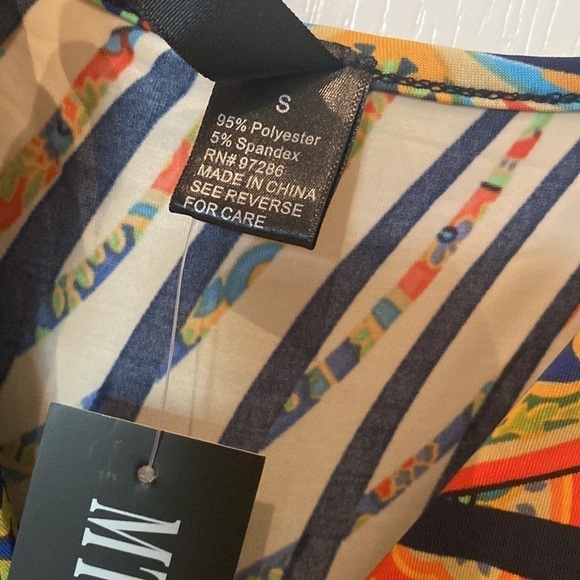 S
95% Polyester
5% Spandex
RN# 97286
MADE IN CHINA
SEE REVERSE
FOR CARE